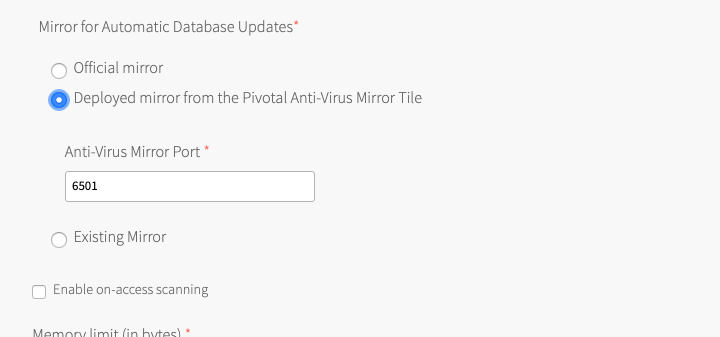 Mirror for Automatic Database Updates*
Official mirror
Deployed mirror from the Pivotal Anti-Virus Mirror Tile
Anti-Virus Mirror Port *
6501
Existing Mirror
Enable on-access scanning
Memory limit (in bytes) *